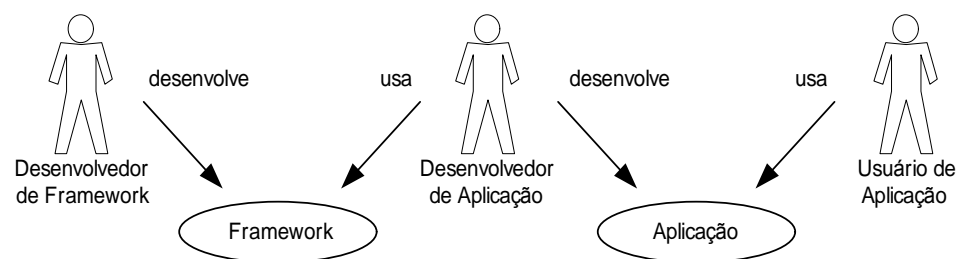 desenvolve
usa
desenvolve
usa
Desenvolvedor
de Framework
Desenvolvedor
de Aplicação
Usuário de
Aplicação
Framework
Aplicação